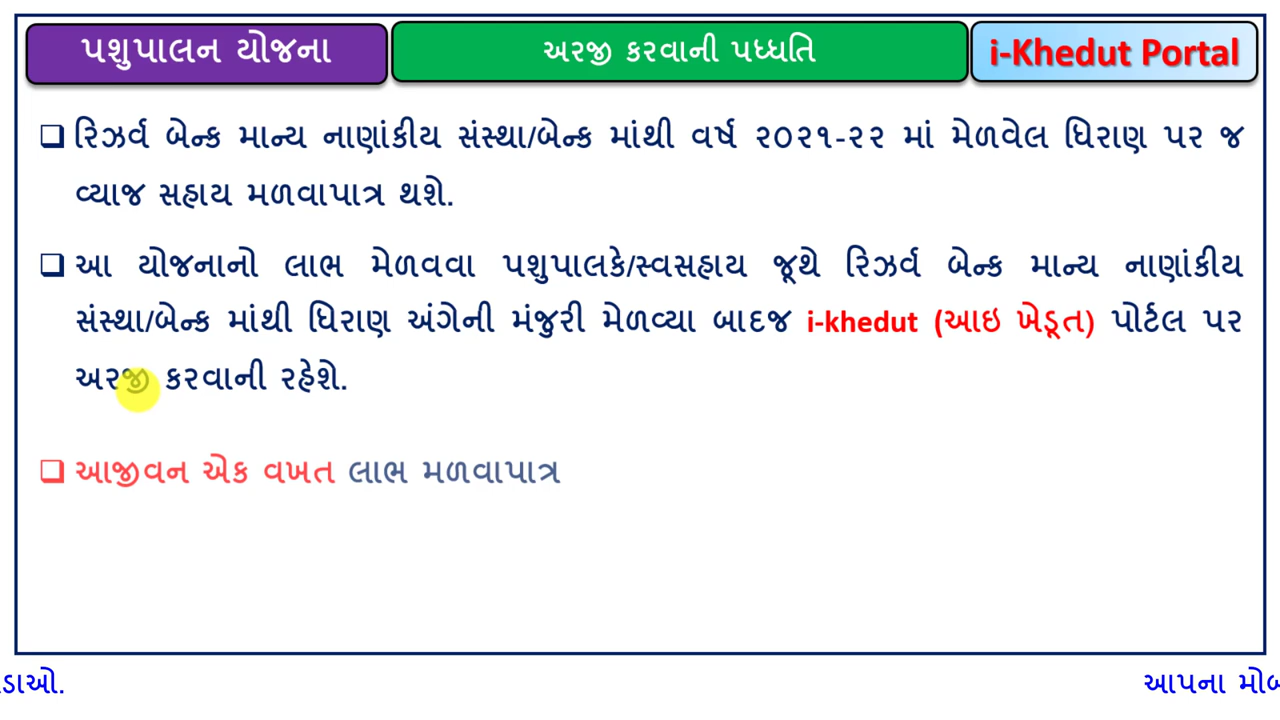 પશુપાલન યોજના
અરજી કરવાની પધ્ધતિ
i-Khedut Portal
રિઝર્વ બેન્ક માન્ય નાણાંકીય સંસ્થા/બેન્ક માંથી વર્ષ ૨૦૨૧-૨૨ માં મેળવેલ ધિરાણ પર જ
વ્યાજ સહાય મળવાપાત્ર થશે.
આ યોજનાનો લાભ મેળવવા પશુપાલકે/સ્વસહાય જૂથે રિઝર્વ બેન્ક માન્ય નાણાંકીય
સંસ્થા/બેન્ક માંથી ધિરાણ અંગેની મંજુરી મેળવ્યા બાદજ i-khedut (આઇ ખેડૂત) પોર્ટલ પર
અરજી કરવાની રહેશે.
આજીવન એક વખત લાભ મળવાપાત્ર
આપના